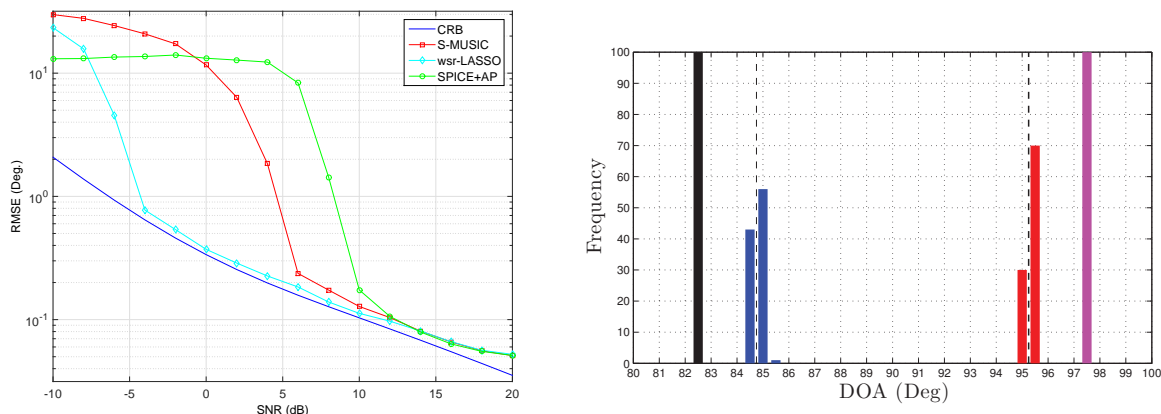 RMSE (Deg.)
10^1
10^0
10^-1
-10 -5 0 5 10 15 20
SNR (dB)
CRB
S-MUSIC
wsr-LASSO
SPICE+AP
Frequency
100
90
80
70
60
50
40
30
20
10
0
80 81 82 83 84 85 86 87 88 89 90 91 92 93 94 95 96 97 98 99 100
DOA (Deg)